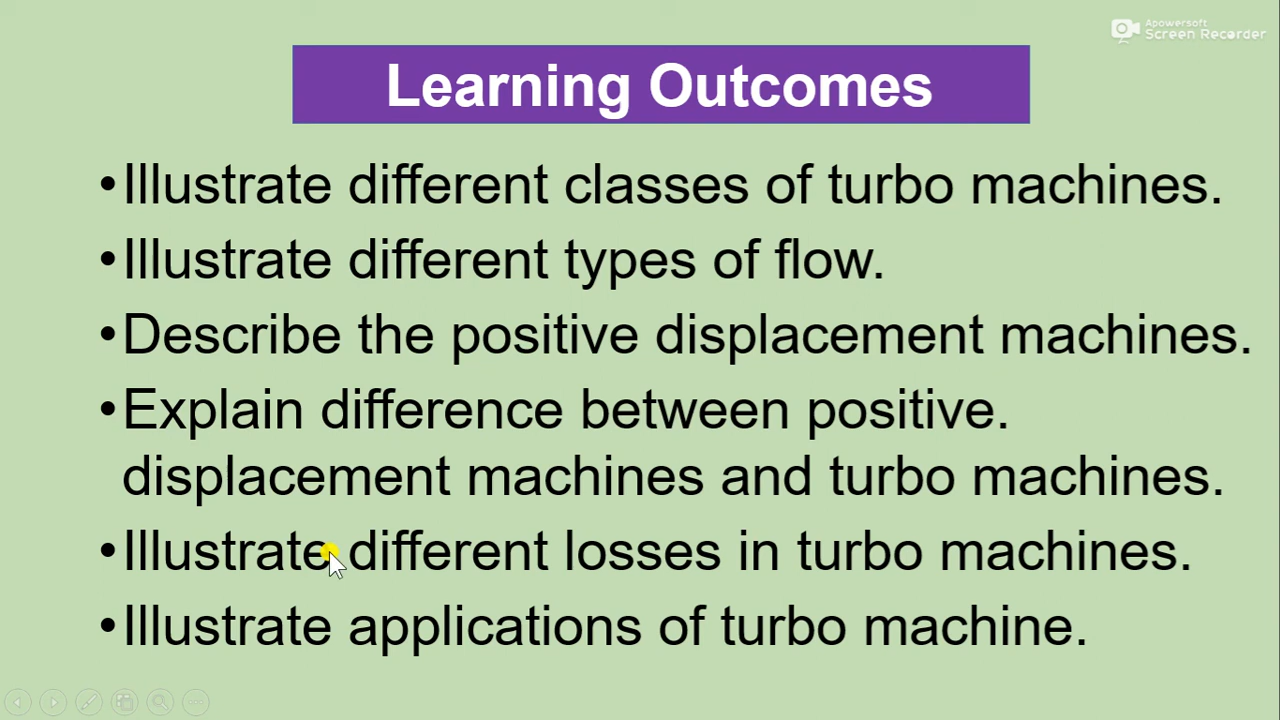 Apowersoft
Screen Recorder
Learning Outcomes
•Illustrate different classes of turbo machines.
•Illustrate different types of flow.
•Describe the positive displacement machines.
•Explain difference between positive.
displacement machines and turbo machines.
•Illustrate different losses in turbo machines.
•Illustrate applications of turbo machine.